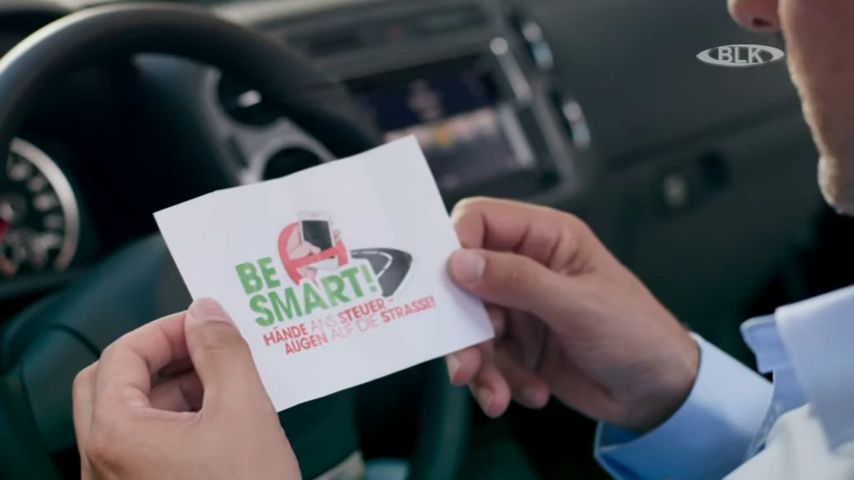 BLK
BE
SMART!
HÄNDE ANS STEUER -
AUGEN AUF DIE STRASSE!